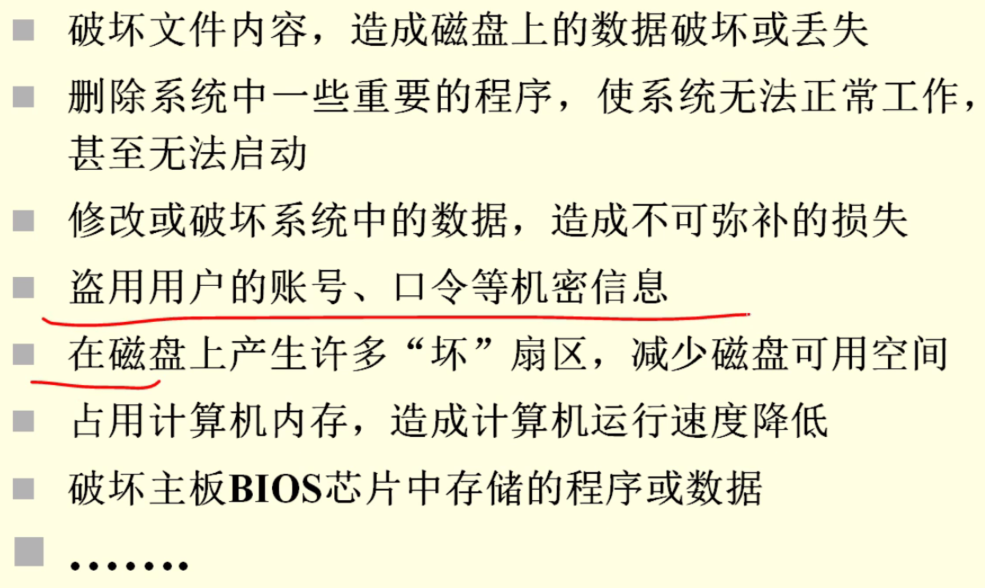 破坏文件内容，造成磁盘上的数据破坏或丢失
删除系统中一些重要的程序，使系统无法正常工作，
甚至无法启动
修改或破坏系统中的数据，造成不可弥补的损失
盗用用户的账号、口令等机密信息
在磁盘上产生许多“坏”扇区，减少磁盘可用空间
占用计算机内存，造成计算机运行速度降低
破坏主板BIOS芯片中存储的程序或数据
.......